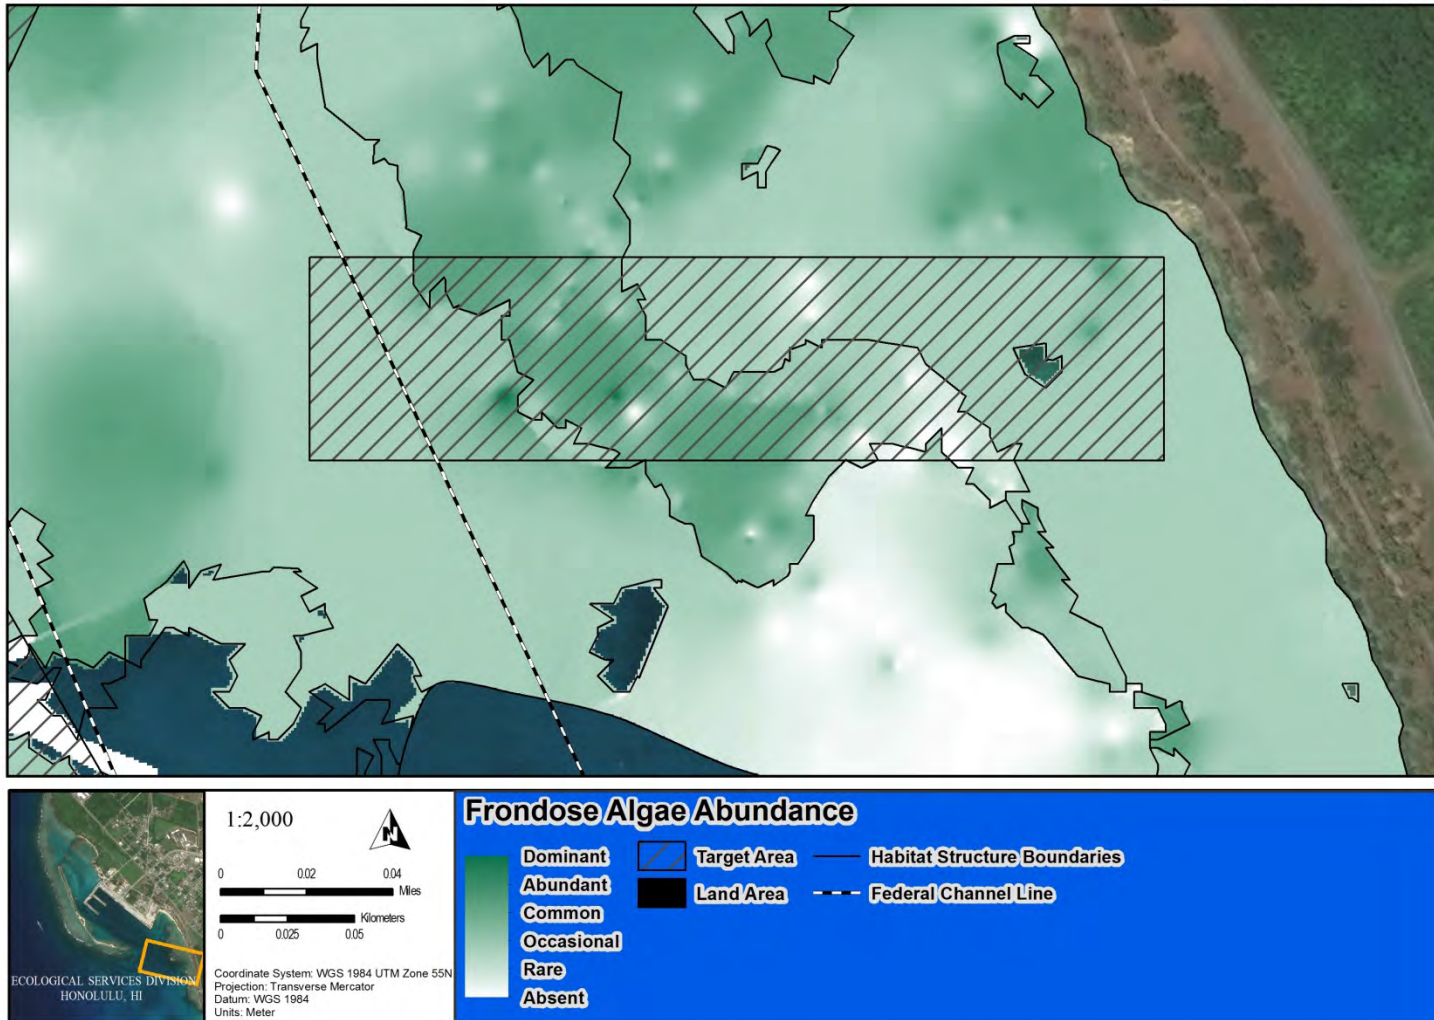 ECOLOGICAL SERVICES DIVISION
HONOLULU, HI
1:2,000
N
0 0.02 0.04
Miles
Kilometers
0 0.025 0.05
Coordinate System: WGS 1984 UTM Zone 55N
Projection: Transverse Mercator
Datum: WGS 1984
Units: Meter
Frondose Algae Abundance
Dominant
Abundant
Common
Occasional
Rare
Absent
Target Area
Land Area
Habitat Structure Boundaries
Federal Channel Line